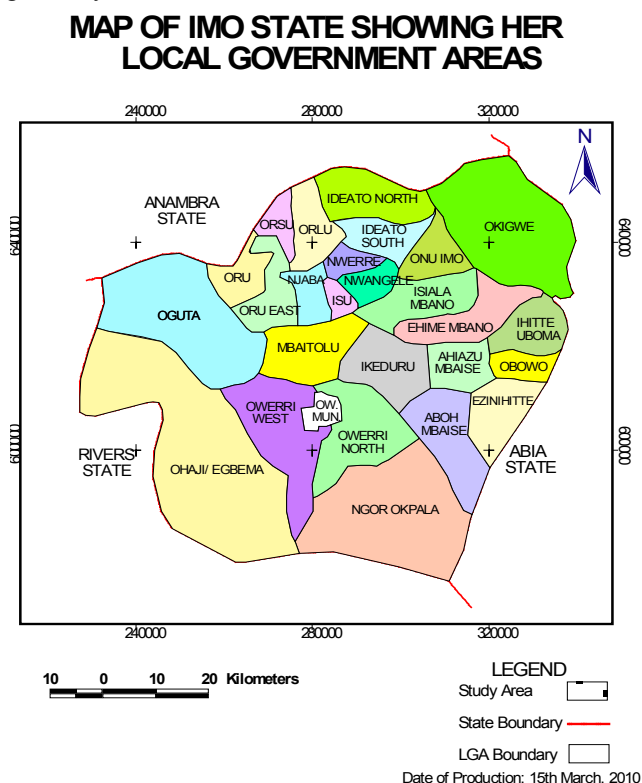 MAP OF IMO STATE SHOWING HER
LOCAL GOVERNMENT AREAS
240000 280000 320000
N
ANAMBRA
STATE
640000
640000
IDEATO NORTH
ORSU
ORLU
OKIGWE
IDEATO
SOUTH
NWERRE
ONU IMO
ORU
NJABA
NWANGELE
ISIALA
MBANO
ISU
ORU EAST
OGUTA
EHIME MBANO
IHITTE
UBOMA
MBAITOLU
IKEDURU
AHIAZU
MBAISE
OBOWO
OWERRI
WEST
OW.
MUN.
EZINIHITTE
ABOH
MBAISE
OWERRI
NORTH
600000
600000
RIVERS
STATE
OHAJI/ EGBEMA
ABIA
STATE
NGOR OKPALA
240000 280000 320000
10 0 10 20 Kilometers
LEGEND
Study Area
State Boundary
LGA Boundary
Date of Production: 15th March, 2010